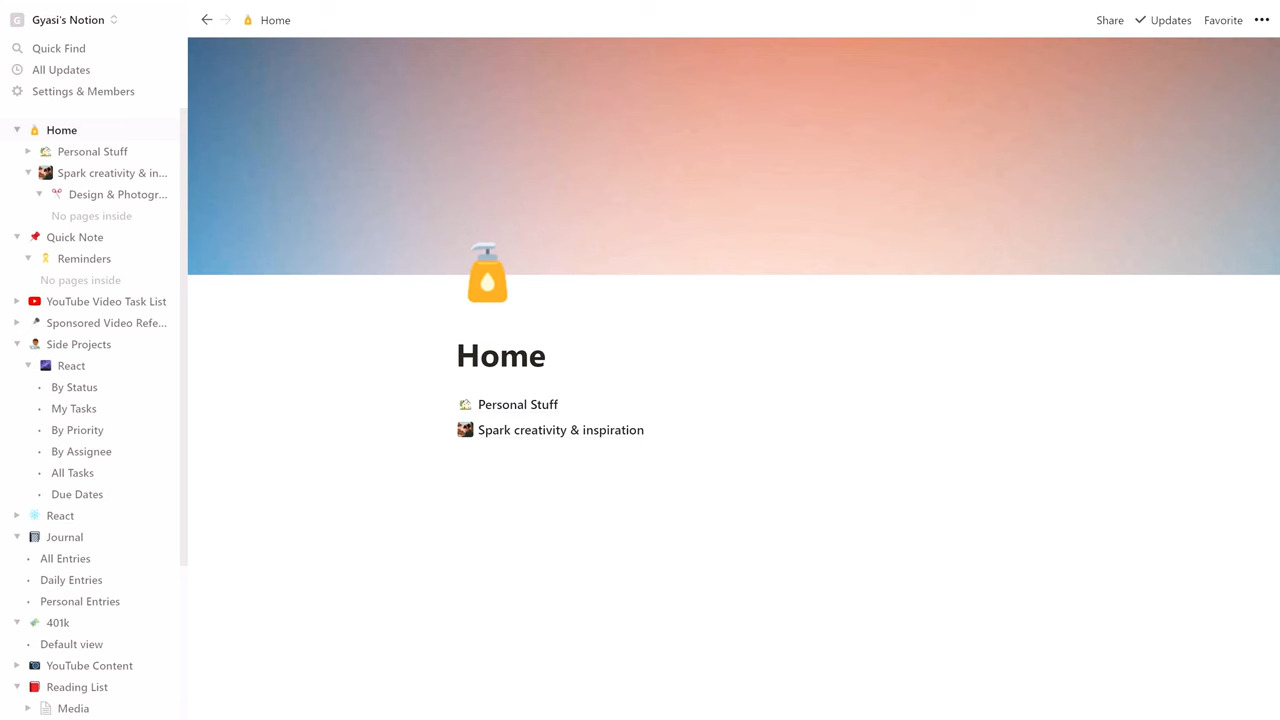 G Gyasi's Notion
Quick Find
All Updates
Settings & Members
Home
Personal Stuff
Spark creativity & in...
Design & Photogr...
No pages inside
Quick Note
Reminders
No pages inside
YouTube Video Task List
Sponsored Video Refe...
Side Projects
React
By Status
My Tasks
By Priority
By Assignee
All Tasks
Due Dates
React
Journal
All Entries
Daily Entries
Personal Entries
401k
Default view
YouTube Content
Reading List
Media
Home
Share Updates Favorite
Home
Personal Stuff
Spark creativity & inspiration